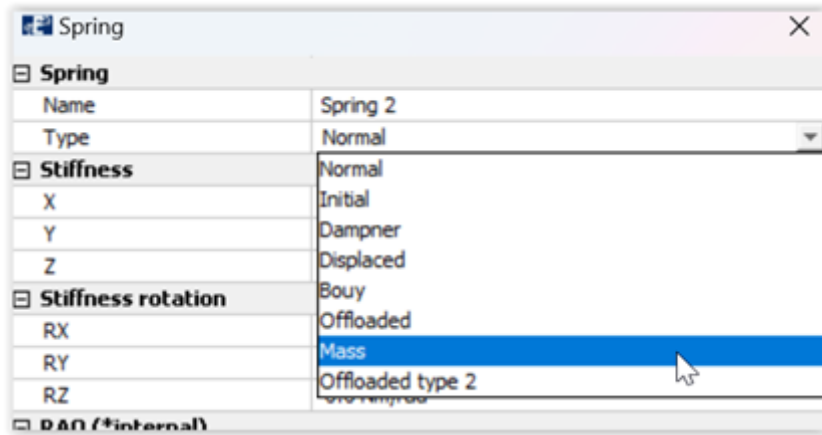 Spring
Spring
Name Spring 2
Type Normal
Stiffness Normal
X Initial
Y Dampner
Z Displaced
Stiffness rotation Bouy
RX Offloaded
RY Mass
RZ Offloaded type 2
RAO (*internal)